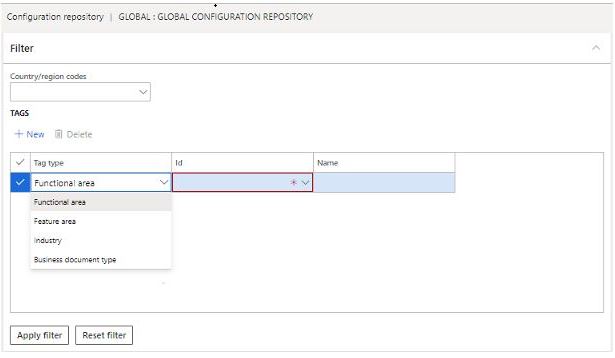 Configuration repository | GLOBAL : GLOBAL CONFIGURATION REPOSITORY
Filter
Country/region codes
TAGS
+ New Delete
Tag type Id Name
Functional area *
Functional area
Feature area
Industry
Business document type
Apply filter Reset filter